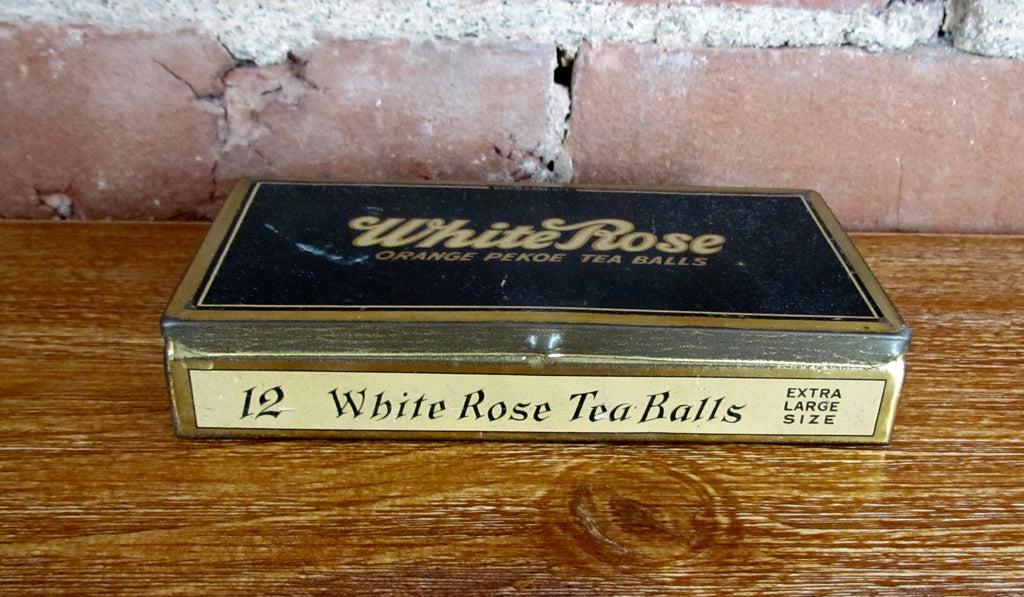 White Rose
ORANGE PEKOE TEA BALLS
12 White Rose Tea Balls
EXTRA
LARGE
SIZE